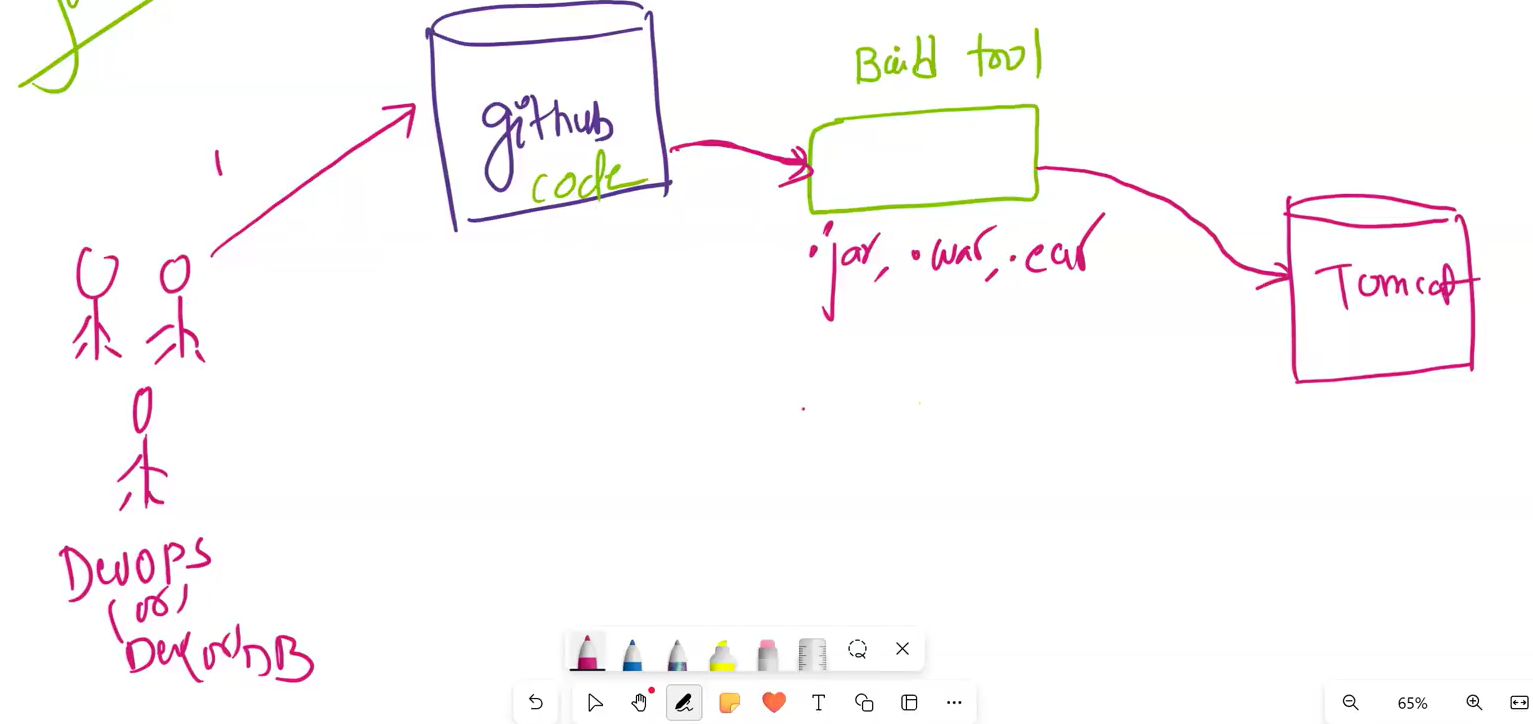 Build tool
github
code
.jar, .war, .ear
Tomcat
DevOps
(or)
Dev(or)DB
65%